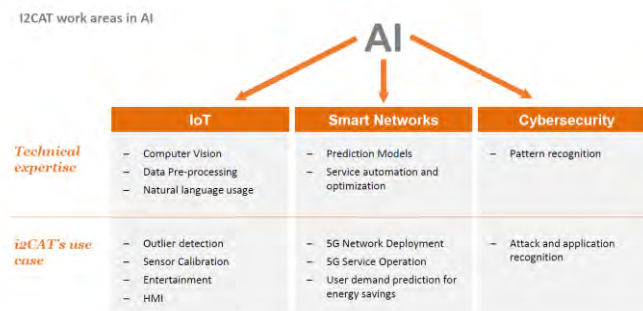 I2CAT work areas in AI
AI
IoT
Smart Networks
Cybersecurity
Technical
expertise
– Computer Vision
– Data Pre-processing
– Natural language usage
– Prediction Models
– Service automation and
optimization
– Pattern recognition
i2CAT's use
case
– Outlier detection
– Sensor Calibration
– Entertainment
– HMI
– 5G Network Deployment
– 5G Service Operation
– User demand prediction for
energy savings
– Attack and application
recognition